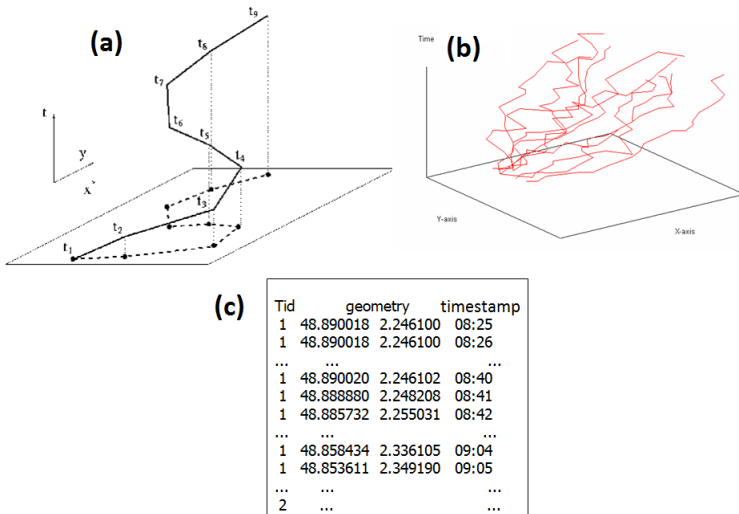 (a)
t₉
t₈
t₇
t₆
t₅
t₄
t₃
t₂
t₁
t
y
x
(b)
Time
Y-axis
X-axis
(c)
Tid geometry timestamp
1 48.890018 2.246100 08:25
1 48.890018 2.246100 08:26
... ... ...
1 48.890020 2.246102 08:40
1 48.888880 2.248208 08:41
1 48.885732 2.255031 08:42
... ... ...
1 48.858434 2.336105 09:04
1 48.853611 2.349190 09:05
... ... ...
2 ... ...